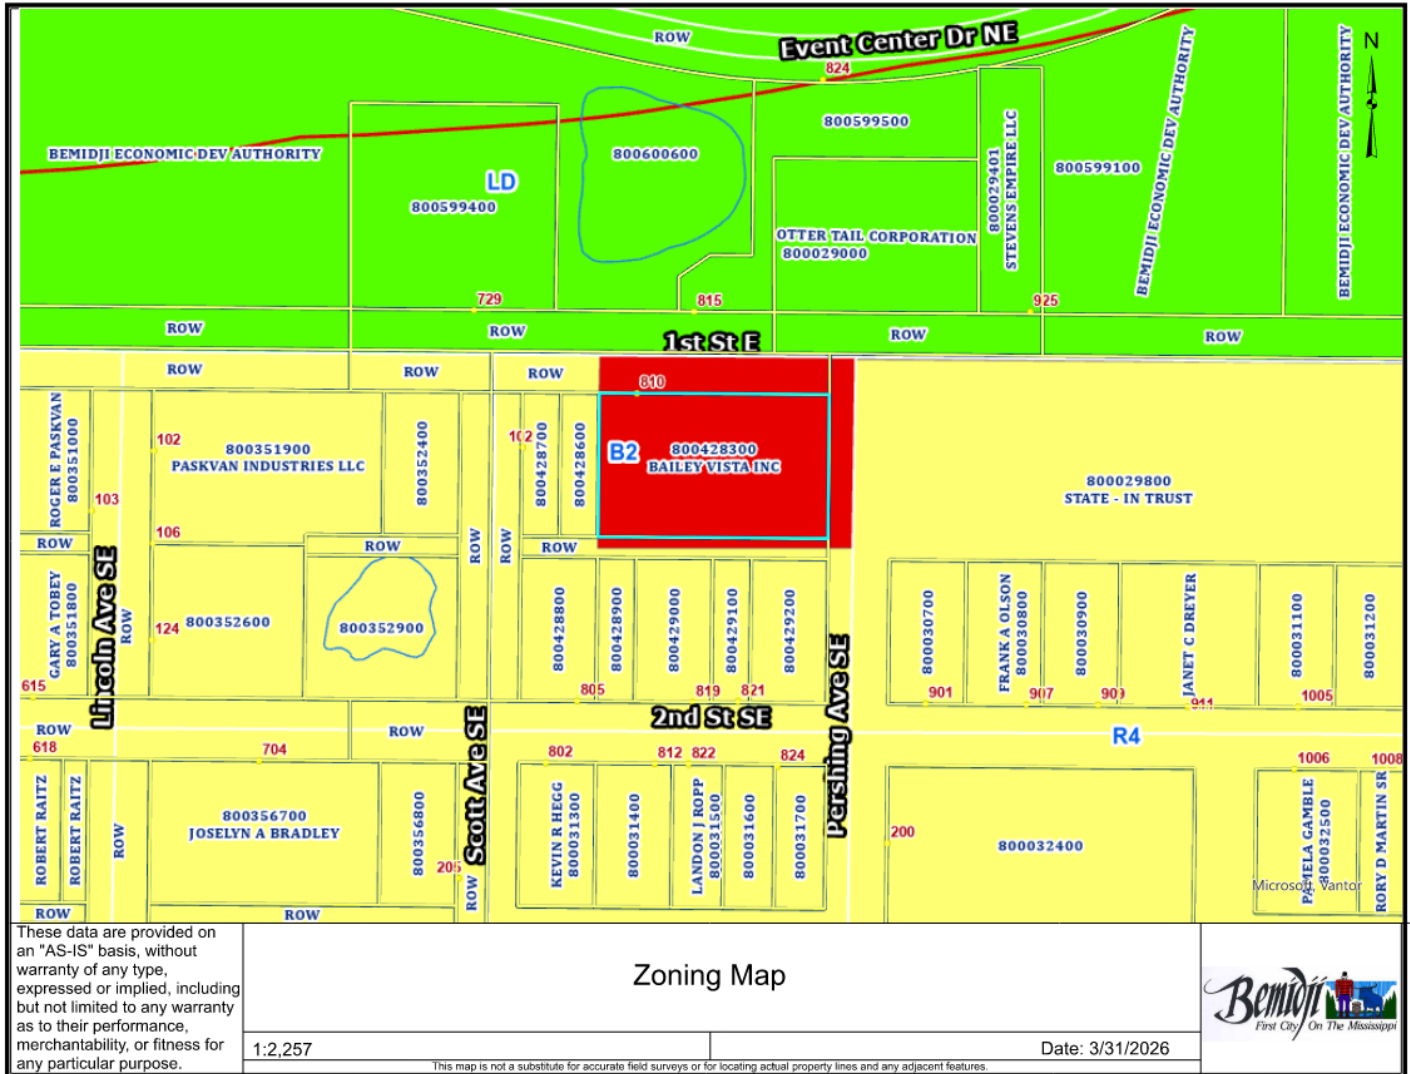 ROW
Event Center Dr NE
824
N
BEMIDJI ECONOMIC DEV AUTHORITY
BEMIDJI ECONOMIC DEV AUTHORITY
BEMIDJI ECONOMIC DEV AUTHORITY
LD
800599400
800600600
800599500
800029401
STEVENS EMPIRE LLC
800599100
OTTER TAIL CORPORATION
800029000
729
815
925
ROW
ROW
ROW
ROW
1st St E
ROW
ROW
ROW
810
ROGER E PASKVAN
800351000
102
800351900
PASKVAN INDUSTRIES LLC
800352400
102
800428700
800428600
B2
800428300
BAILEY VISTA INC
800029800
STATE - IN TRUST
103
106
ROW
ROW
ROW
ROW
ROW
GARY A TOBEY
800351800
Lincoln Ave SE
ROW
124
800352600
800352900
800428800
800428900
800429000
800429100
800429200
Pershing Ave SE
800030700
FRANK A OLSON
800030800
800030900
JANET C DREYER
800031100
800031200
615
805
819
821
901
907
909
911
1005
ROW
ROW
Scott Ave SE
2nd St SE
R4
618
704
802
812
822
824
1006
1008
ROBERT RAITZ
ROBERT RAITZ
ROW
800356700
JOSELYN A BRADLEY
800356800
205
ROW
KEVIN R HEGG
800031300
800031400
LANDON J ROPP
800031500
800031600
800031700
200
800032400
PAMELA GAMBLE
800032500
RORY D MARTIN SR
Microsoft, Vantor
ROW
ROW
These data are provided on
an "AS-IS" basis, without
warranty of any type,
expressed or implied, including
but not limited to any warranty
as to their performance,
merchantability, or fitness for
any particular purpose.
Zoning Map
1:2,257
Date: 3/31/2026
This map is not a substitute for accurate field surveys or for locating actual property lines and any adjacent features.
Bemidji
First City On The Mississippi